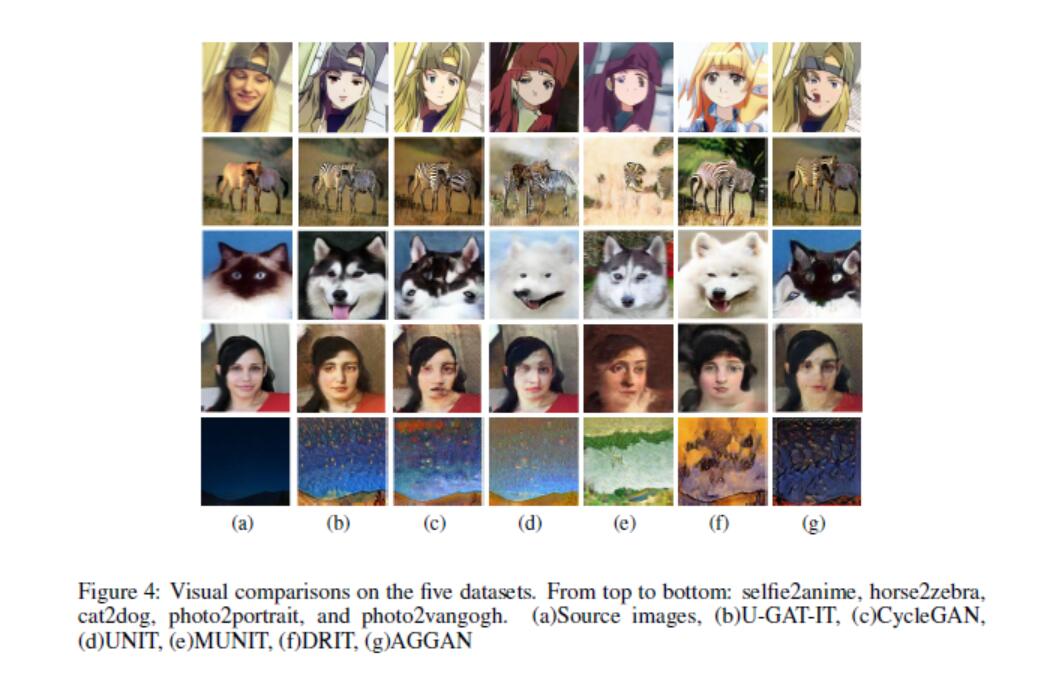 (a) (b) (c) (d) (e) (f) (g)
Figure 4: Visual comparisons on the five datasets. From top to bottom: selfie2anime, horse2zebra,
cat2dog, photo2portrait, and photo2vangogh. (a)Source images, (b)U-GAT-IT, (c)CycleGAN,
(d)UNIT, (e)MUNIT, (f)DRIT, (g)AGGAN